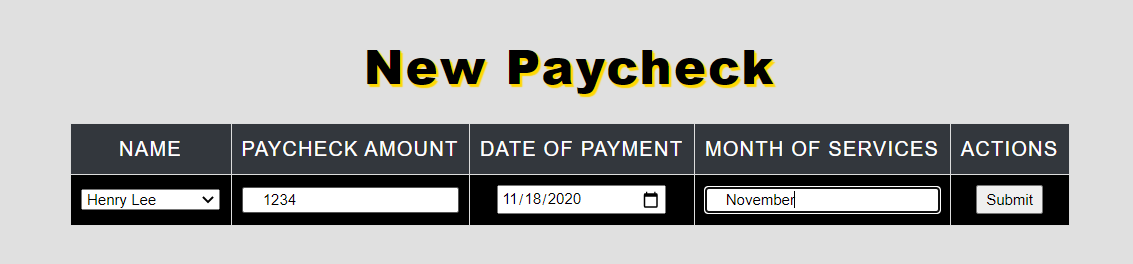 New Paycheck
NAME PAYCHECK AMOUNT DATE OF PAYMENT MONTH OF SERVICES ACTIONS
Henry Lee 1234 11/18/2020 November Submit